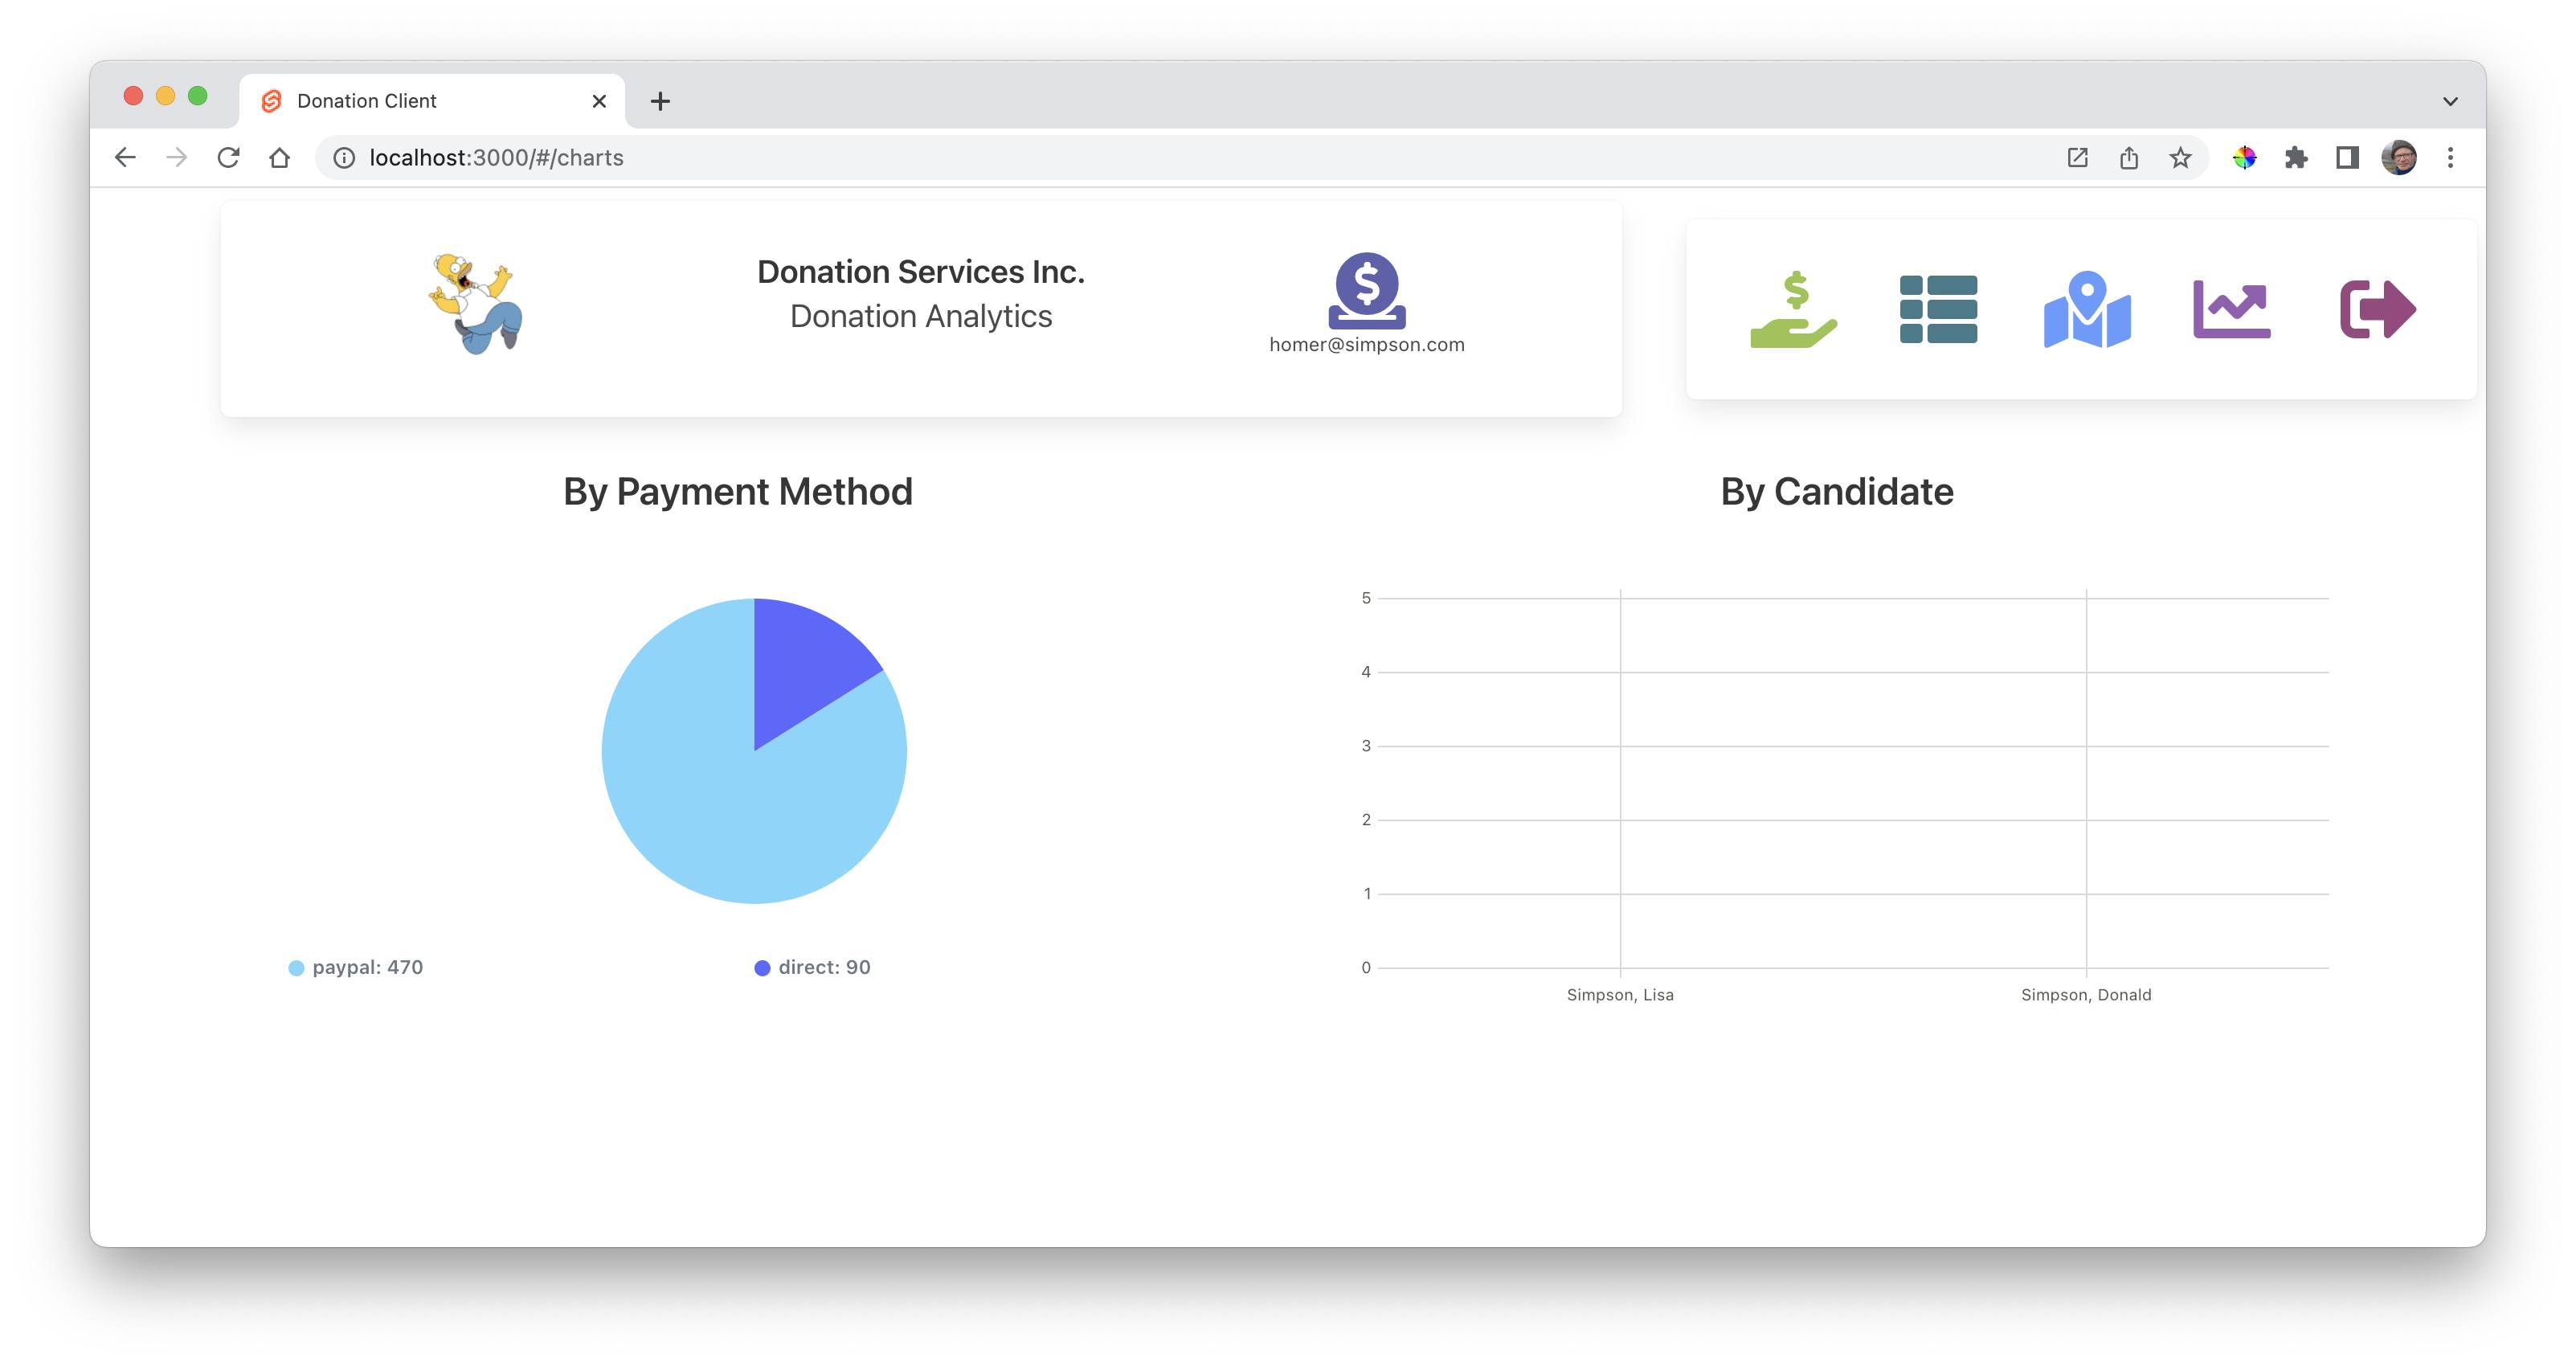 Donation Client
localhost:3000/#/charts
Donation Services Inc.
Donation Analytics
$
homer@simpson.com
$
By Payment Method
paypal: 470
direct: 90
By Candidate
5
4
3
2
1
0
Simpson, Lisa
Simpson, Donald